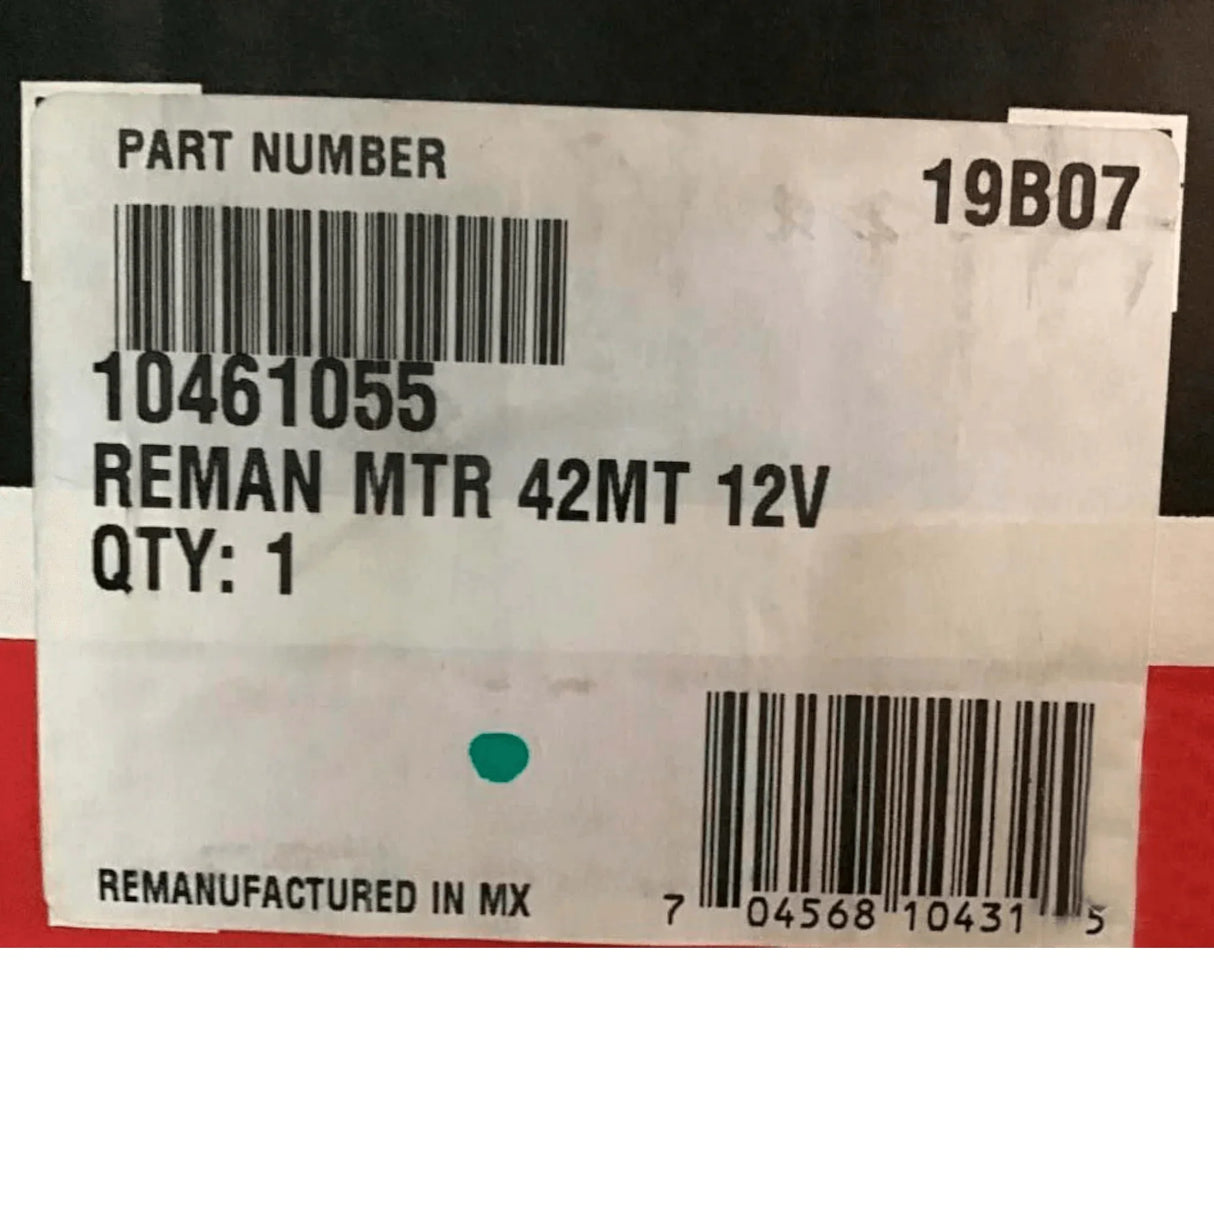 PART NUMBER
19B07
10461055
REMAN MTR 42MT 12V
QTY: 1
REMANUFACTURED IN MX
7 04568 10431 5